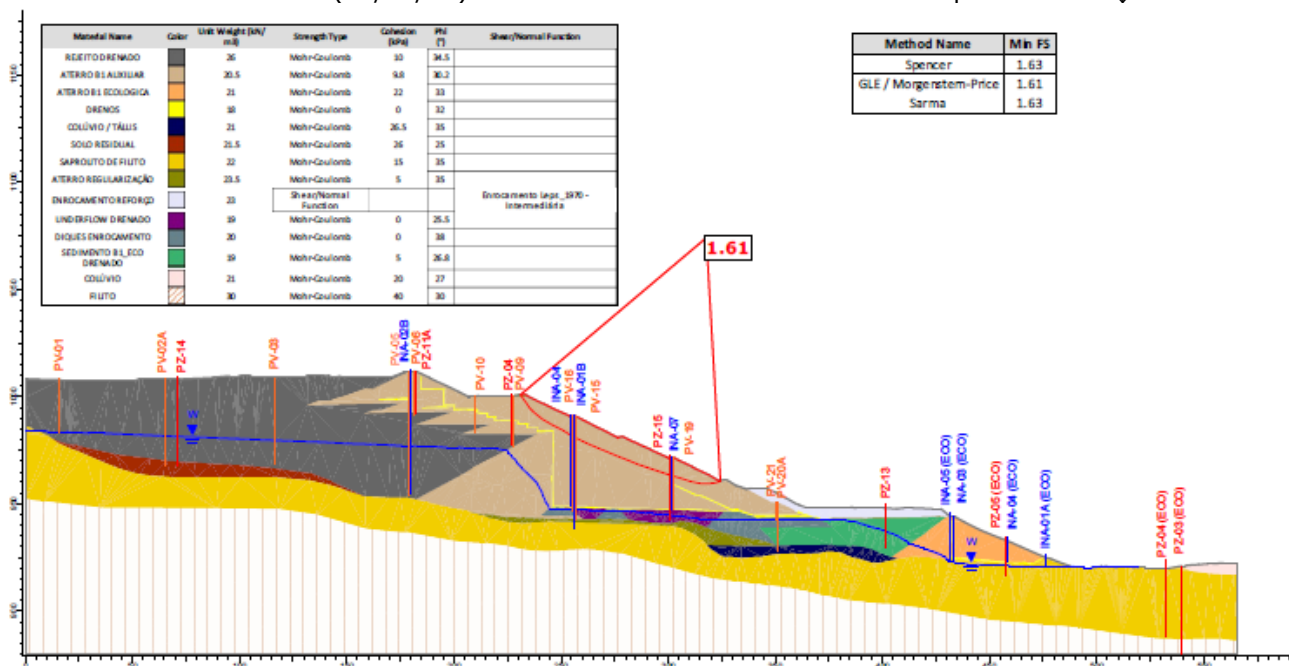 Material Name Color Unit Weight (kN/m3) Strength Type Cohesion (kPa) Phi (°) Shear/Normal Function
REJEITO DRENADO 26 Mohr-Coulomb 10 34.5
ATERRO B1 AUXILIAR 20.5 Mohr-Coulomb 9.8 30.2
ATERRO B1 ECOLOGICA 21 Mohr-Coulomb 22 33
DRENOS 18 Mohr-Coulomb 0 32
COLÚVIO / TÁLUS 21 Mohr-Coulomb 26.5 35
SOLO RESIDUAL 21.5 Mohr-Coulomb 26 25
SAPROLITO DE FILITO 22 Mohr-Coulomb 15 35
ATERRO REGULARIZAÇÃO 23.5 Mohr-Coulomb 5 35
ENROCAMENTO REFORÇO 23 Shear/Normal Function Enrocamento Leps_1970 - Intermediária
UNDERFLOW DRENADO 19 Mohr-Coulomb 0 25.5
DIQUES ENROCAMENTO 20 Mohr-Coulomb 0 38
SEDIMENTO B1_ECO DRENADO 19 Mohr-Coulomb 5 26.8
COLÚVIO 21 Mohr-Coulomb 20 27
FILITO 30 Mohr-Coulomb 40 30
Method Name Min FS
Spencer 1.63
GLE / Morgenstern-Price 1.61
Sarma 1.63
1.61
PV-01
PV-02A
PZ-14
PV-03
PV-05
INA-02B
PV-06
PZ-11A
PV-10
PZ-04
PV-09
INA-04
PV-16
INA-01B
PV-15
PZ-15
INA-07
PV-19
PV-21
PV-20A
PZ-13
INA-05 (ECO)
INA-03 (ECO)
PZ-05 (ECO)
INA-04 (ECO)
INA-01A (ECO)
PZ-04 (ECO)
PZ-03 (ECO)
W
W